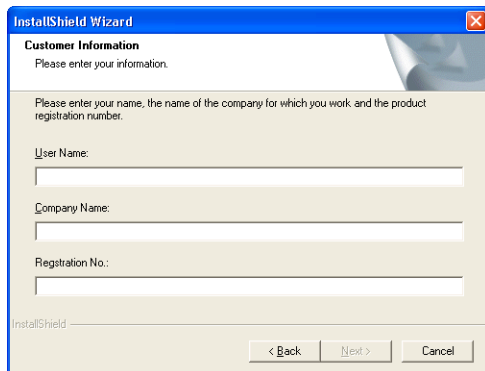 InstallShield Wizard
Customer Information
Please enter your information.
Please enter your name, the name of the company for which you work and the product
registration number.
User Name:
Company Name:
Regstration No.:
InstallShield
< Back Next > Cancel